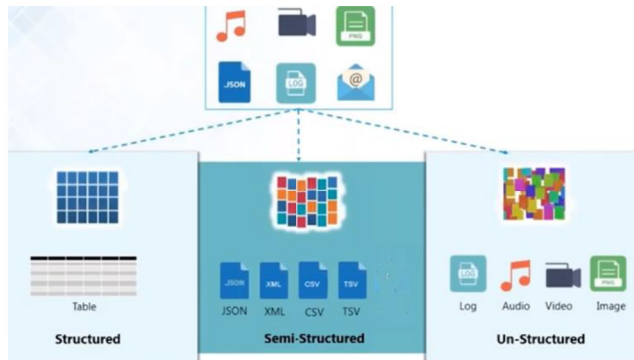 PNG
.JSON
LOG
@
.JSON
XML
CSV
TSV
LOG
PNG
Table
JSON
XML
CSV
TSV
Log
Audio
Video
Image
Structured
Semi-Structured
Un-Structured